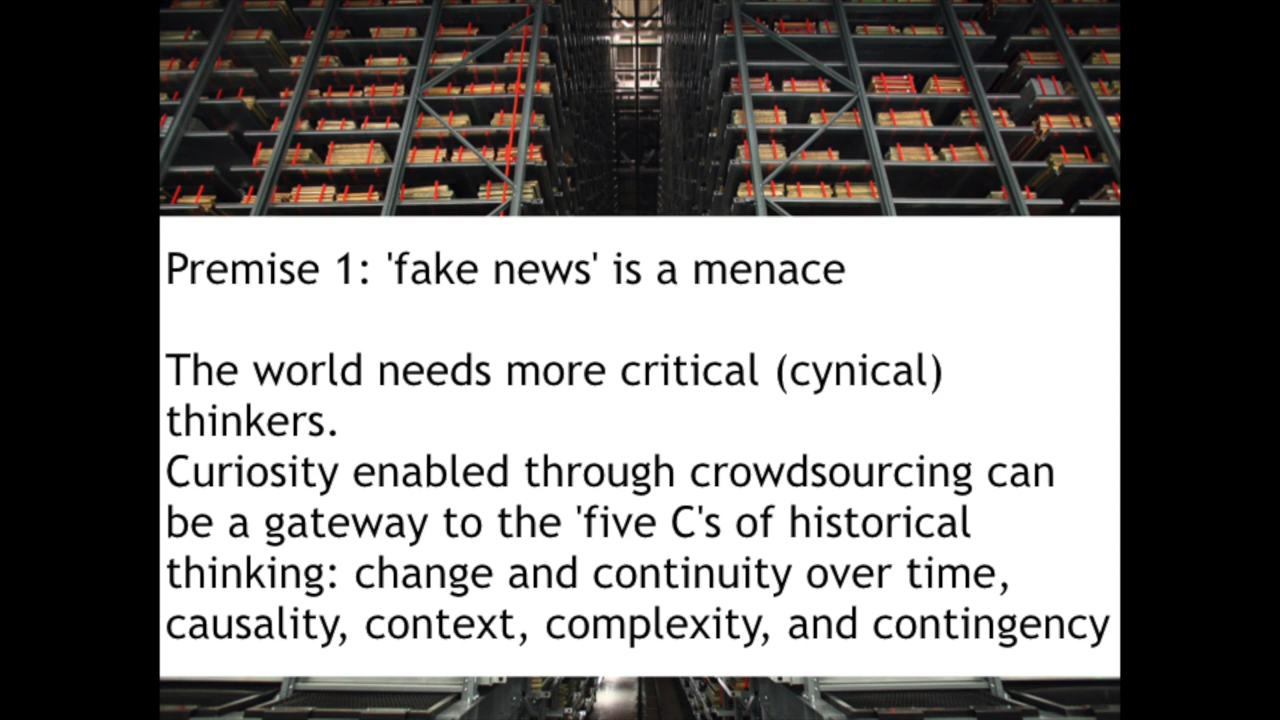 Premise 1: 'fake news' is a menace
The world needs more critical (cynical)
thinkers.
Curiosity enabled through crowdsourcing can
be a gateway to the 'five C's of historical
thinking: change and continuity over time,
causality, context, complexity, and contingency